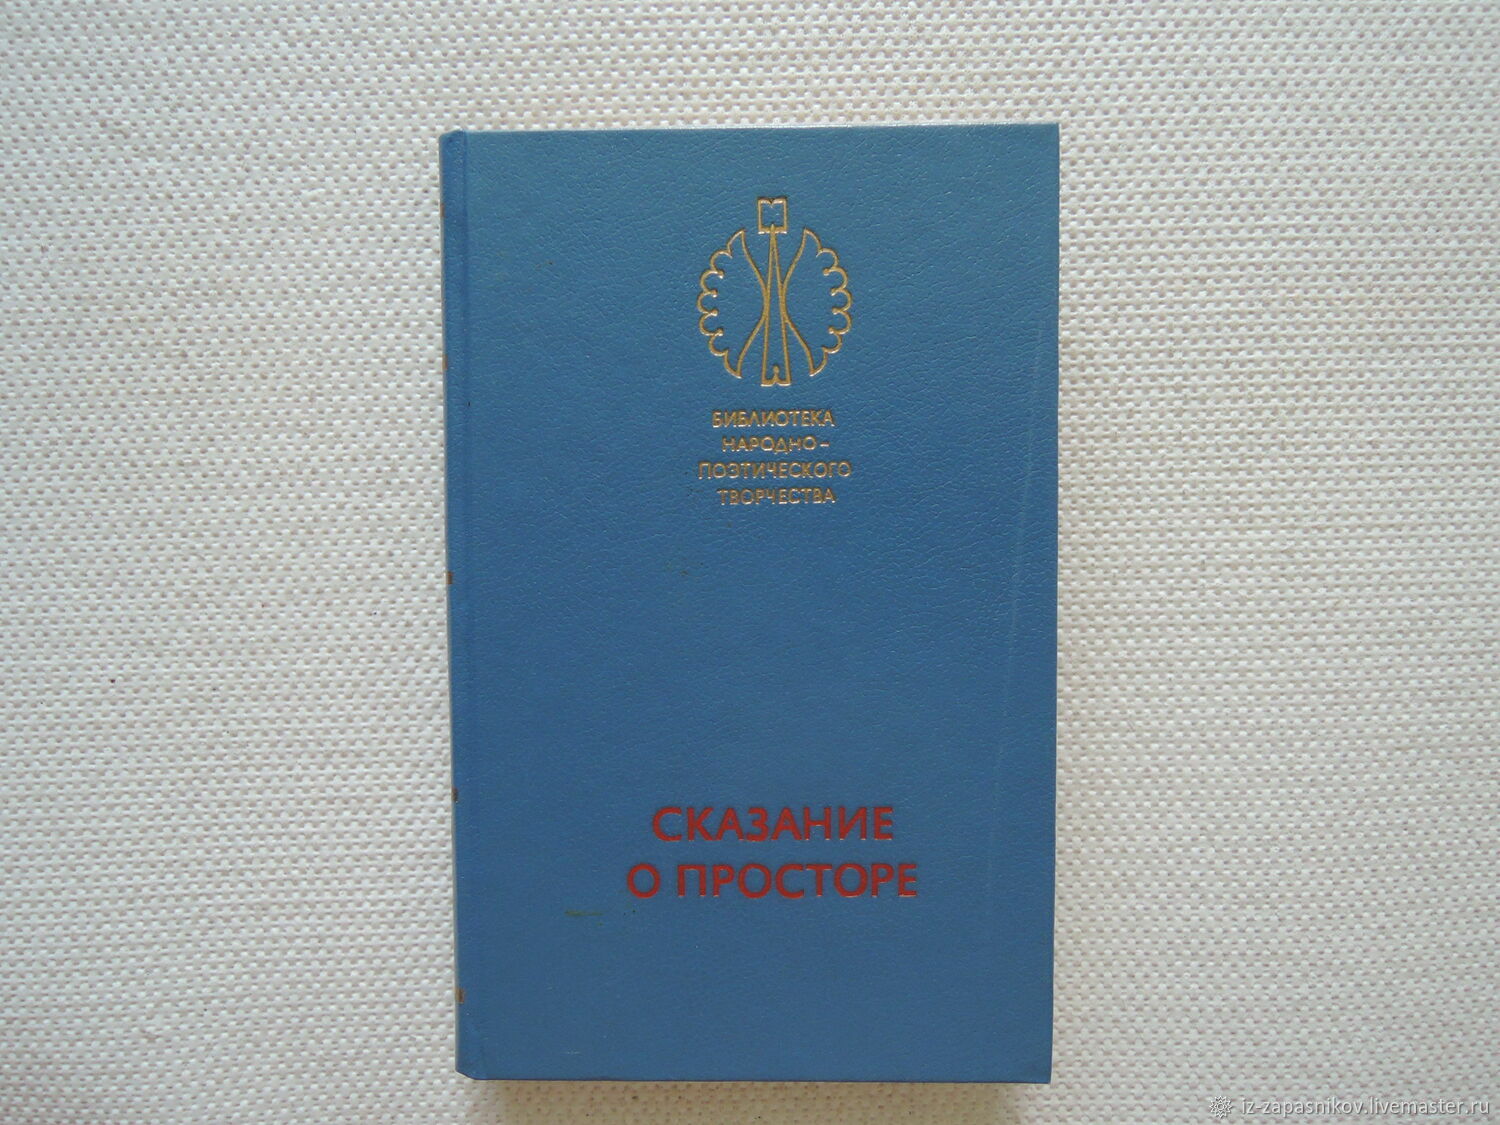 БИБЛИОТЕКА
НАРОДНО-
ПОЭТИЧЕСКОГО
ТВОРЧЕСТВА
СКАЗАНИЕ
О ПРОСТОРЕ
iz-zapasnikov.livemaster.ru